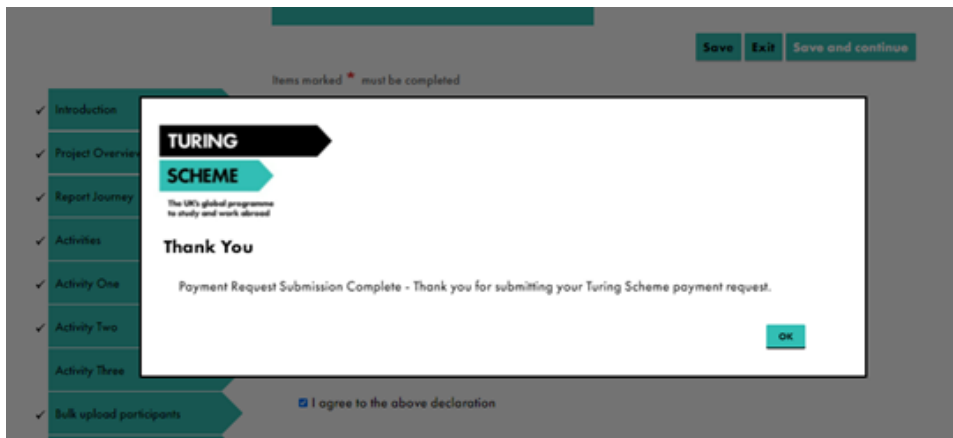 Save Exit Save and continue
Items marked * must be completed
Introduction
Project Overview
Report Journey
Activities
Activity One
Activity Two
Activity Three
Bulk upload participants
TURING
SCHEME
The UK's global programme
to study and work abroad
Thank You
Payment Request Submission Complete - Thank you for submitting your Turing Scheme payment request.
OK
I agree to the above declaration